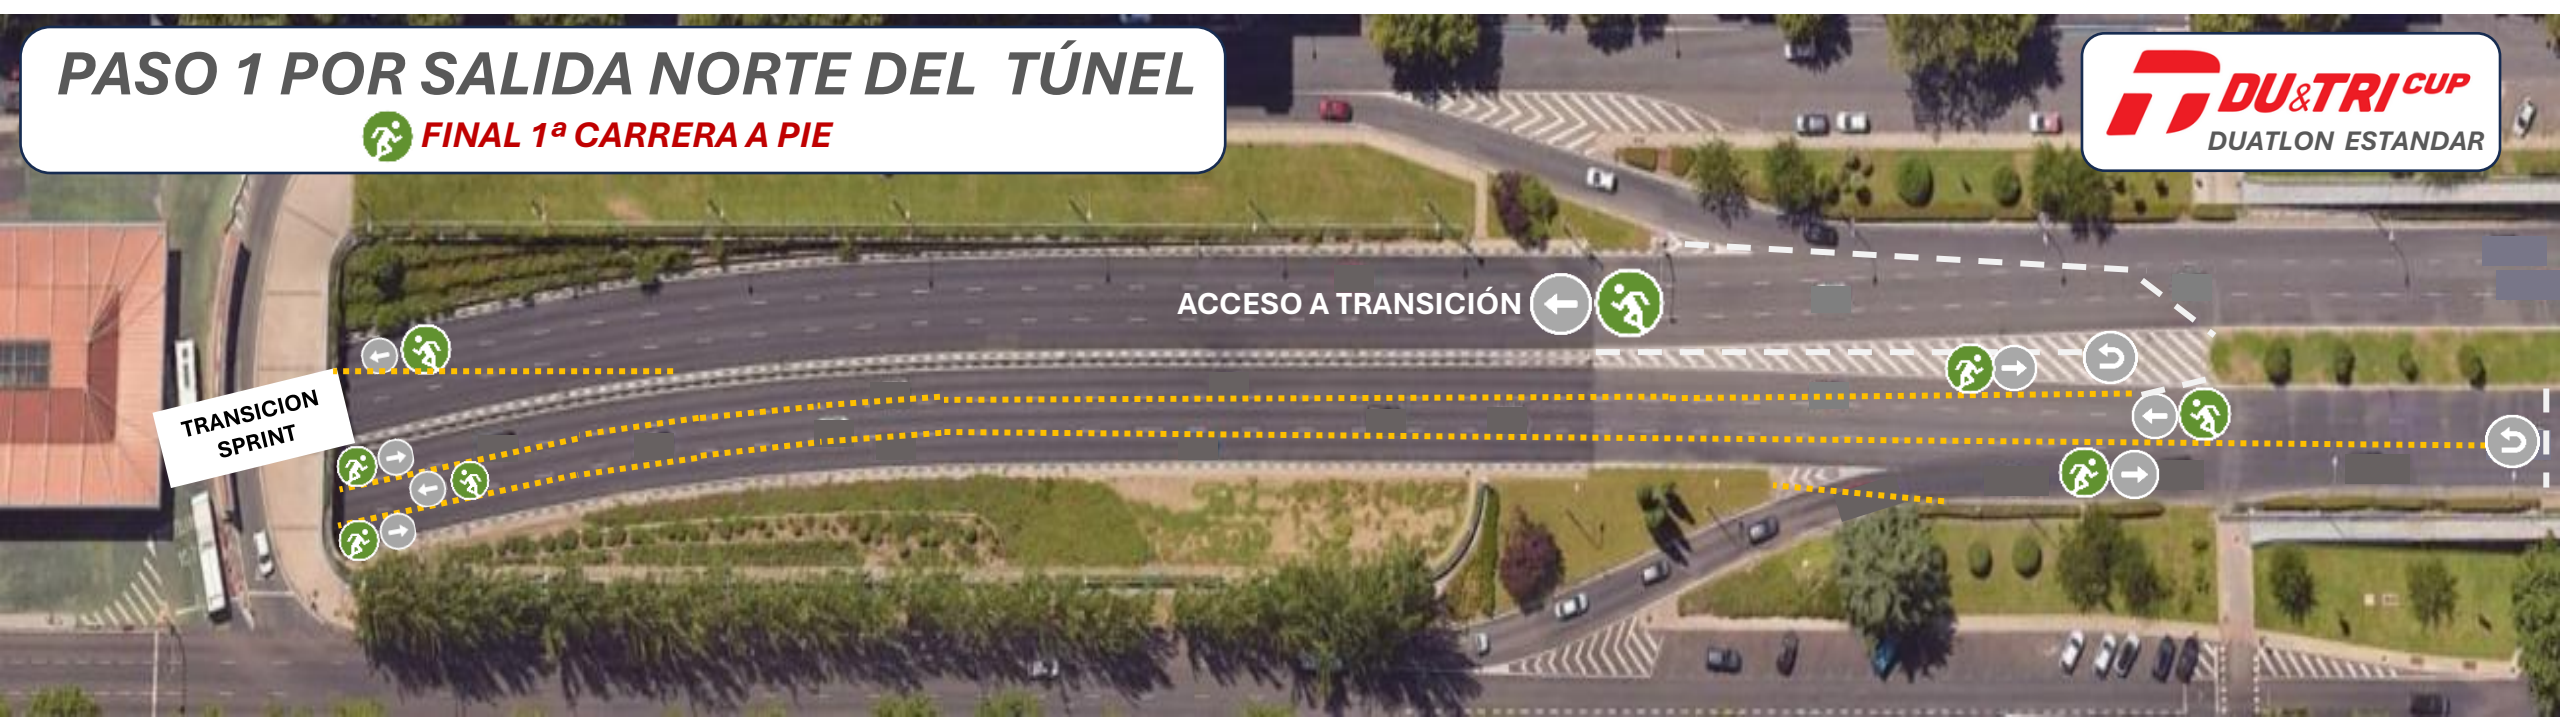 PASO 1 POR SALIDA NORTE DEL TÚNEL
FINAL 1ª CARRERA A PIE
DU&TRI CUP
DUATLON ESTANDAR
ACCESO A TRANSICIÓN
TRANSICION
SPRINT